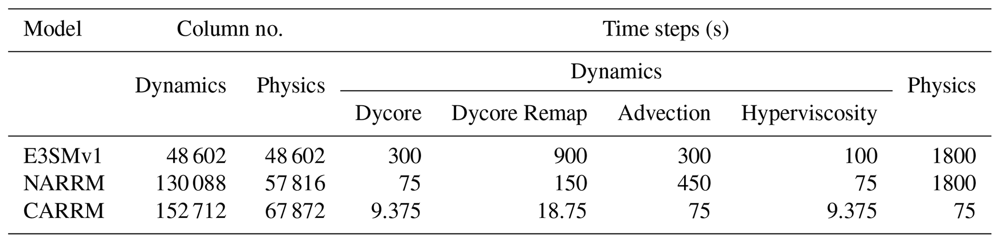 Model Column no. Time steps (s)
Dynamics
Dynamics Physics Physics
Dycore Dycore Remap Advection Hyperviscosity
E3SMv1 48 602 48 602 300 900 300 100 1800
NARRM 130 088 57 816 75 150 450 75 1800
CARRM 152 712 67 872 9.375 18.75 75 9.375 75